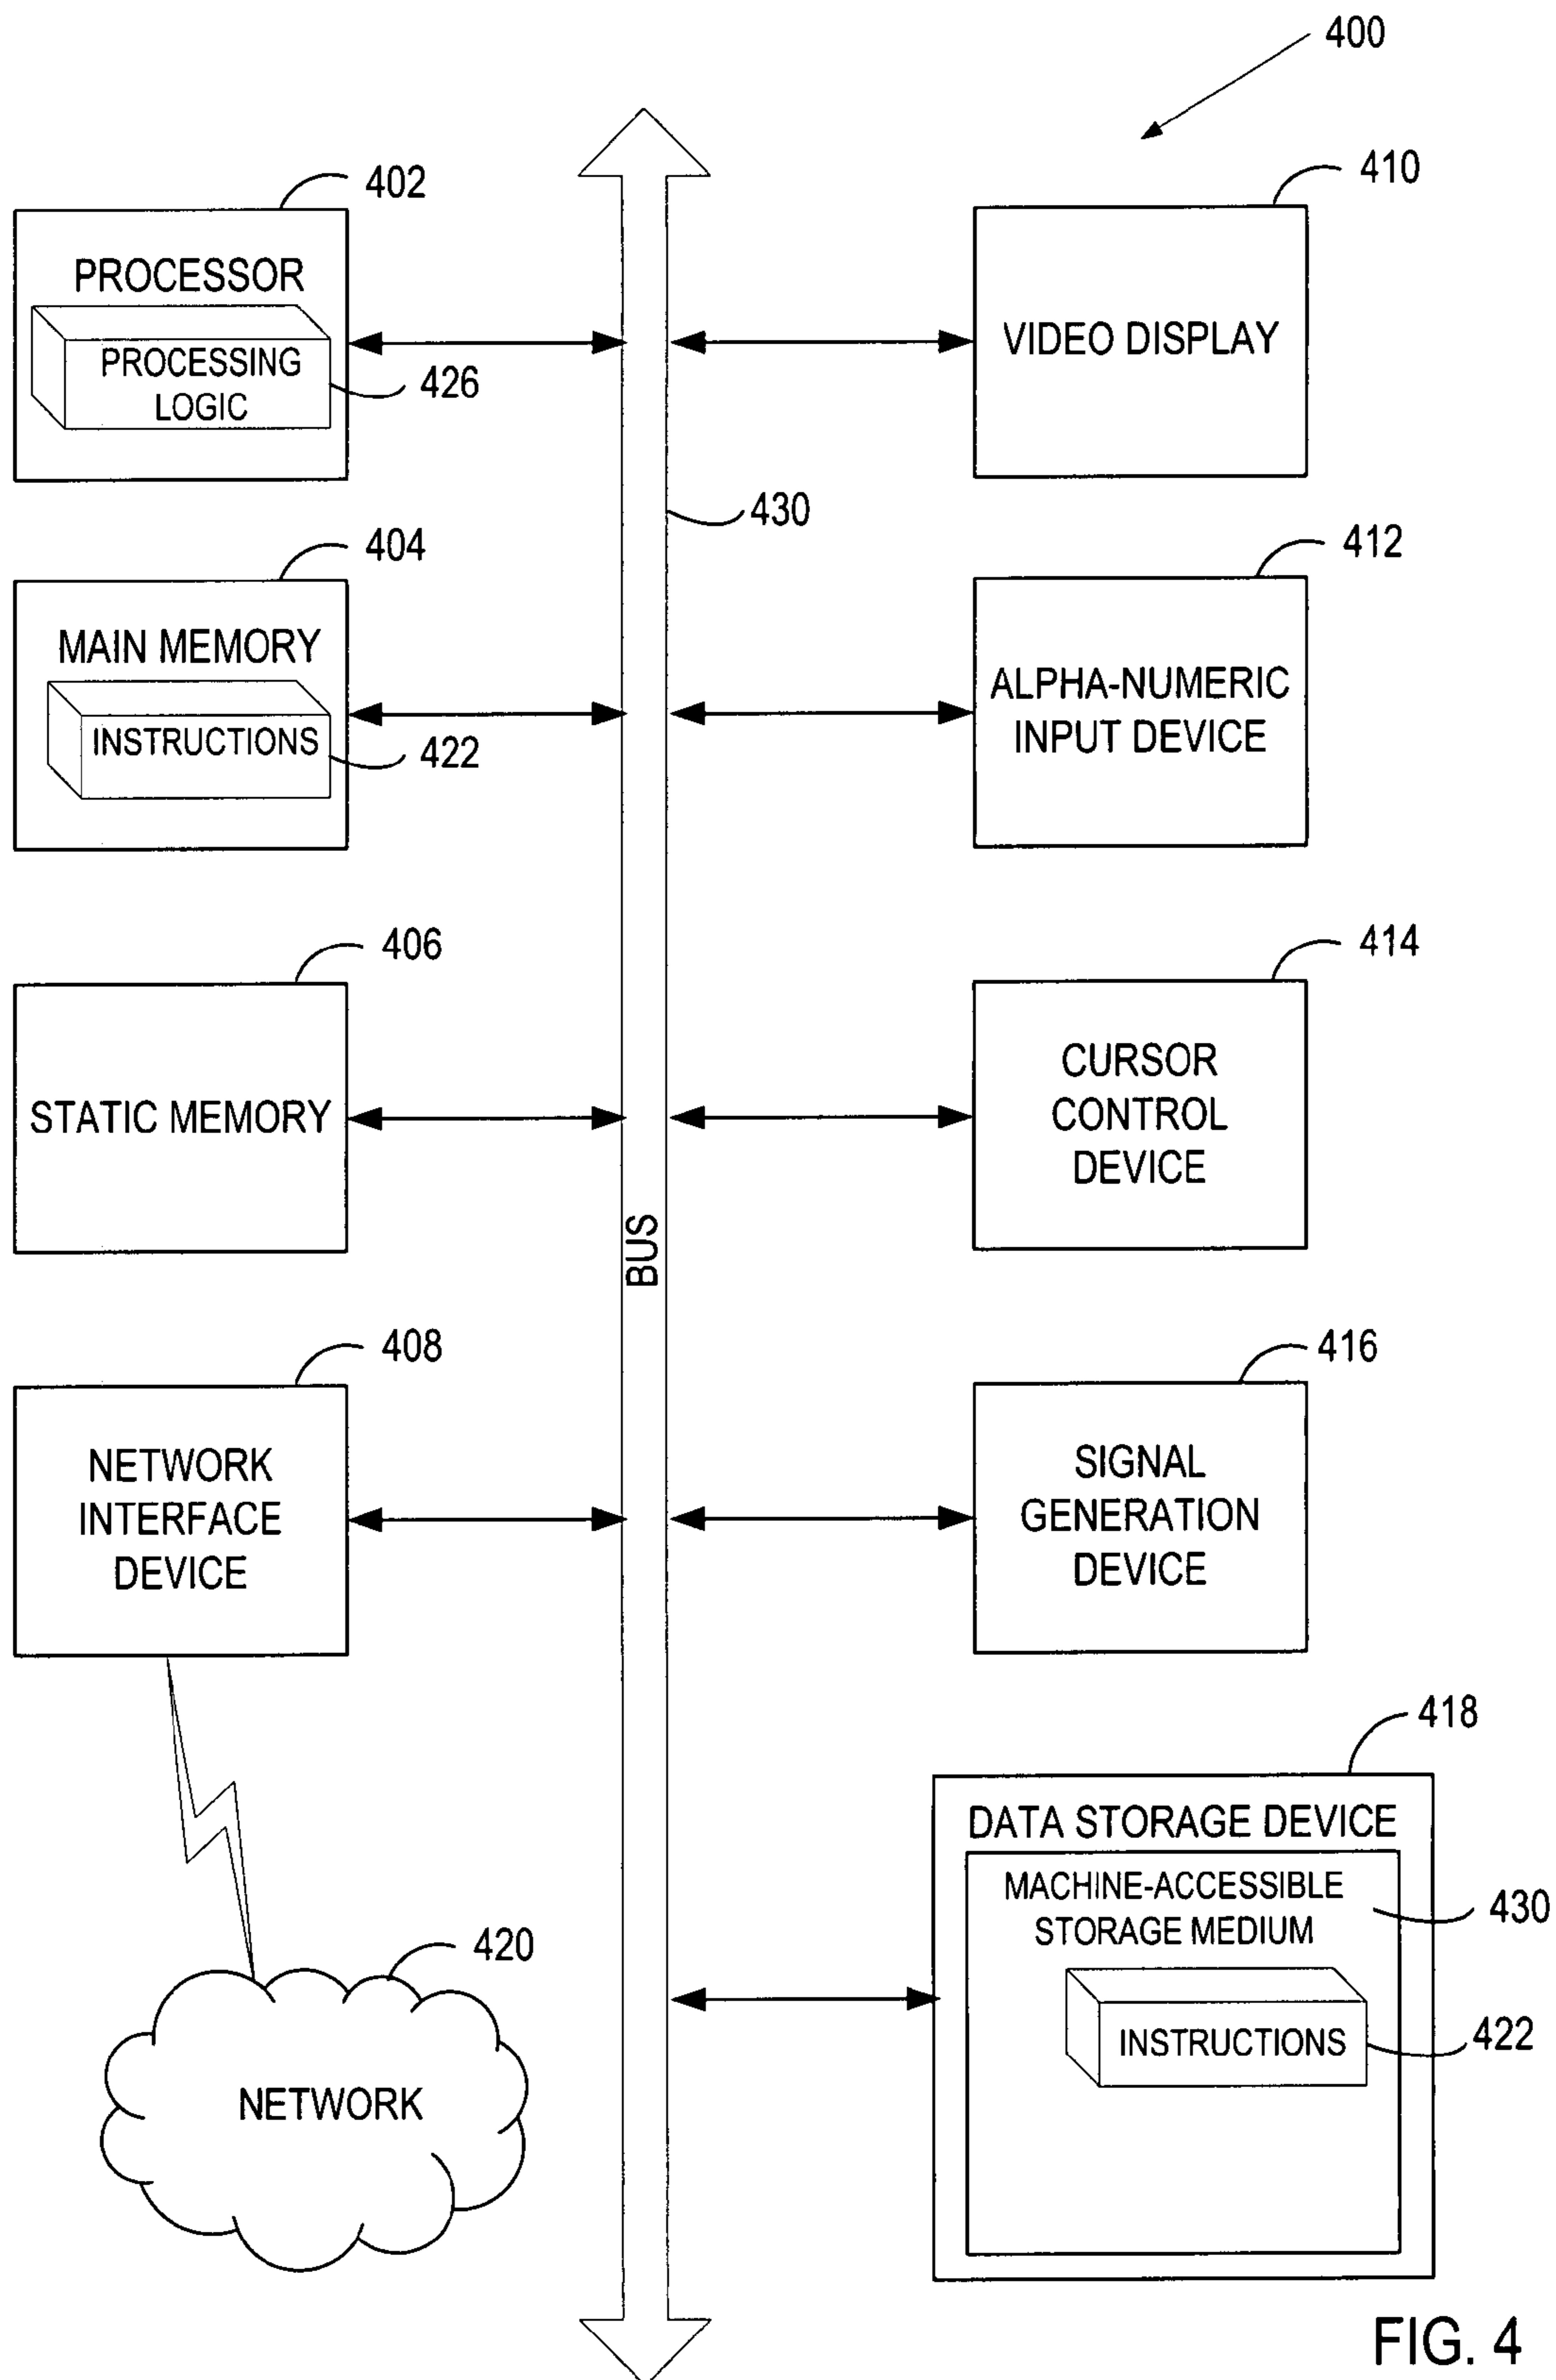 400
402
PROCESSOR
PROCESSING
LOGIC
426
410
VIDEO DISPLAY
430
404
MAIN MEMORY
INSTRUCTIONS
422
412
ALPHA-NUMERIC
INPUT DEVICE
406
STATIC MEMORY
414
CURSOR
CONTROL
DEVICE
BUS
408
NETWORK
INTERFACE
DEVICE
416
SIGNAL
GENERATION
DEVICE
418
DATA STORAGE DEVICE
MACHINE-ACCESSIBLE
STORAGE MEDIUM
430
INSTRUCTIONS
422
420
NETWORK
FIG. 4